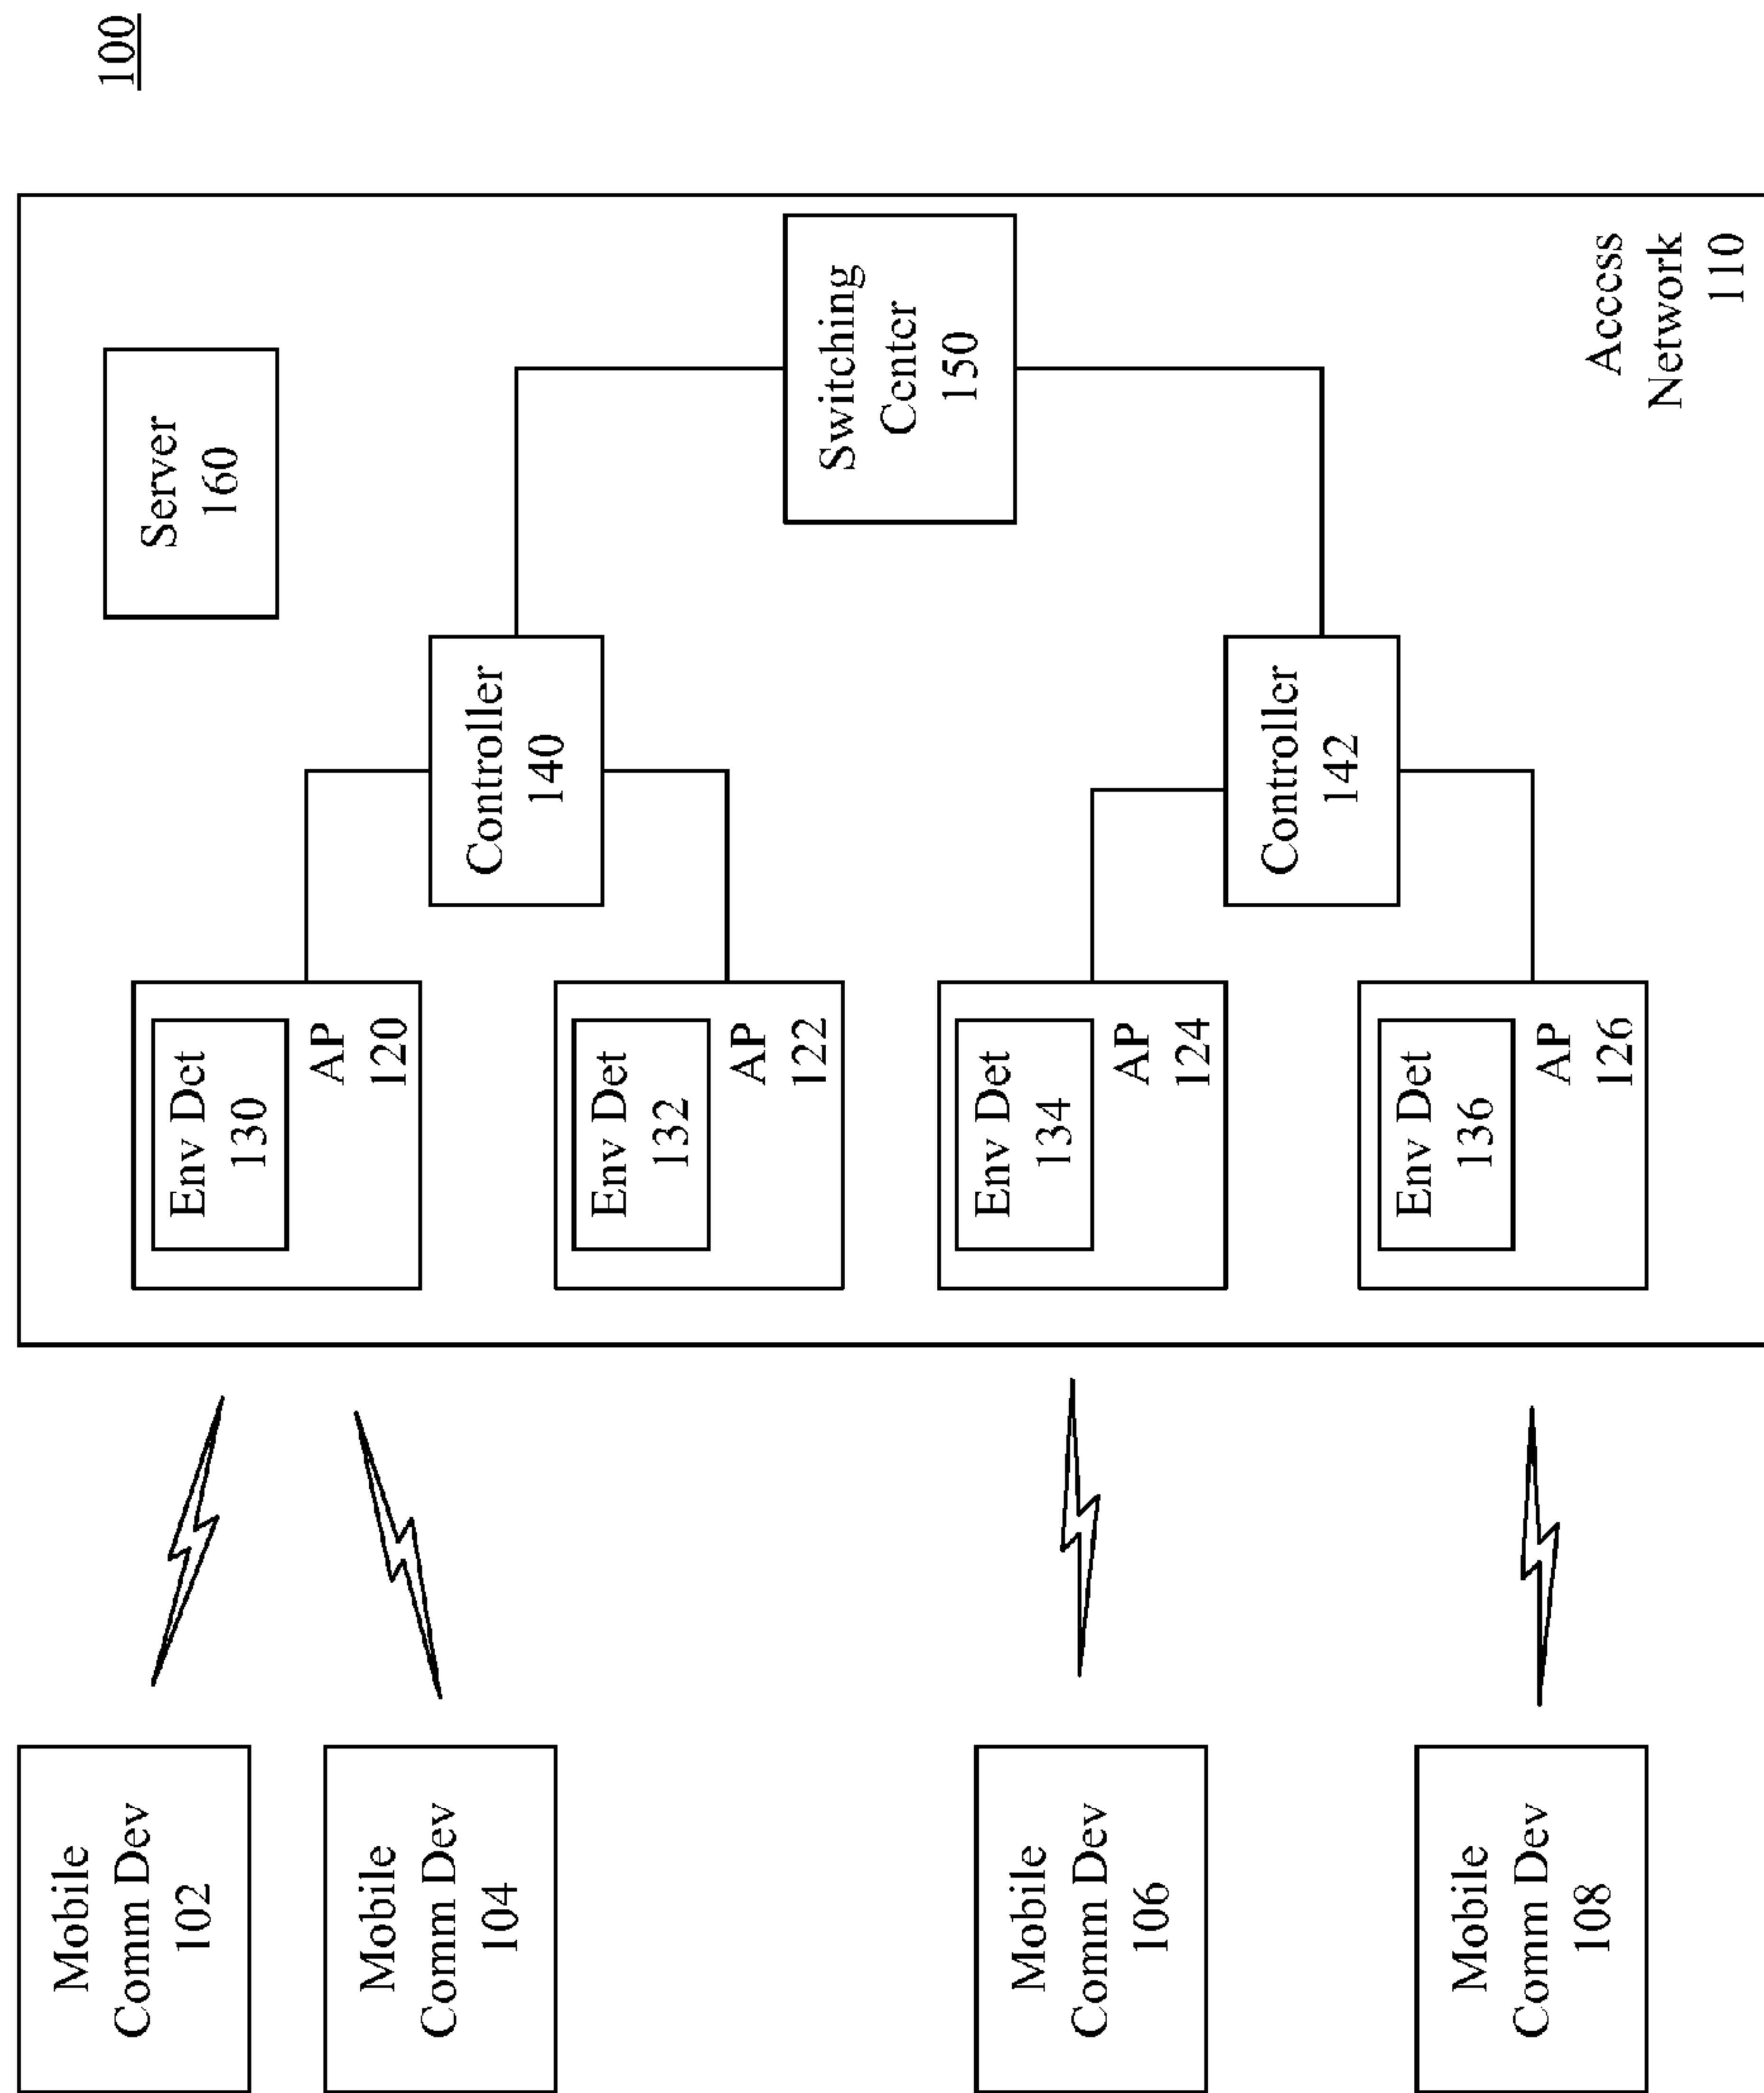 100
Mobile
Comm Dev
102
Mobile
Comm Dev
104
Mobile
Comm Dev
106
Mobile
Comm Dev
108
Env Det
130
AP
120
Env Det
132
AP
122
Env Det
134
AP
124
Env Det
136
AP
126
Controller
140
Controller
142
Server
160
Switching
Center
150
Access
Network
110